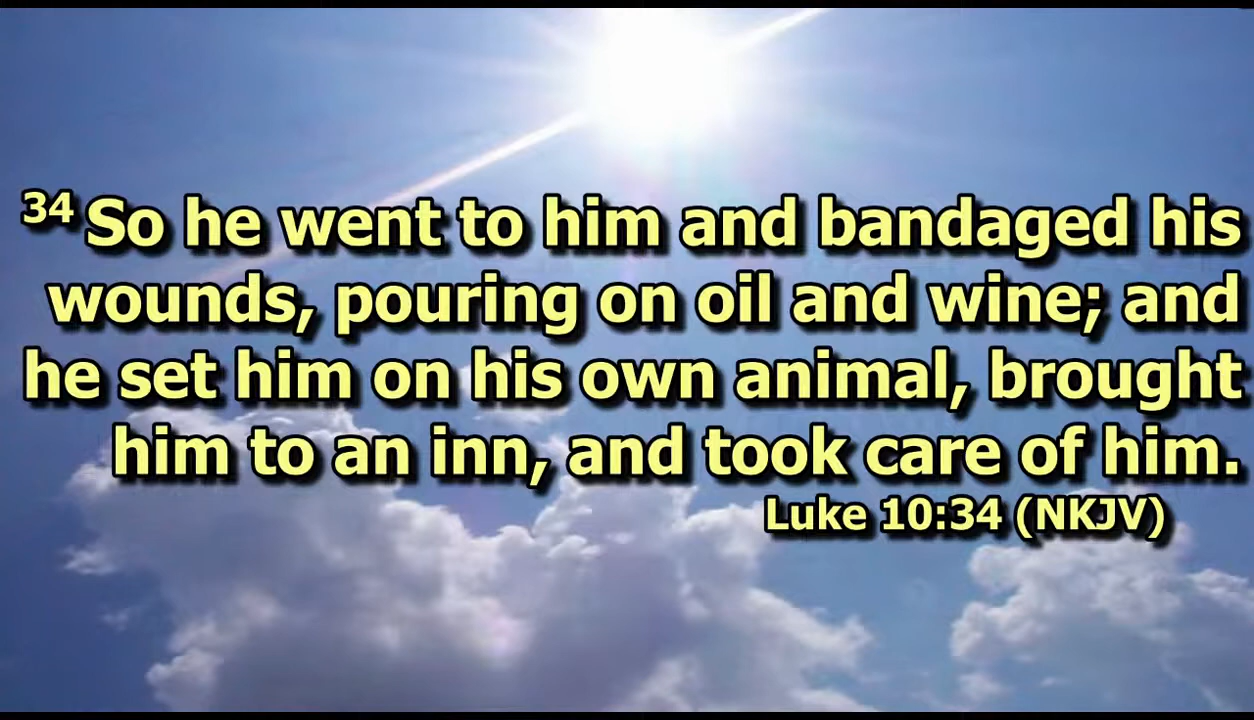 34 So he went to him and bandaged his
wounds, pouring on oil and wine; and
he set him on his own animal, brought
him to an inn, and took care of him.
Luke 10:34 (NKJV)